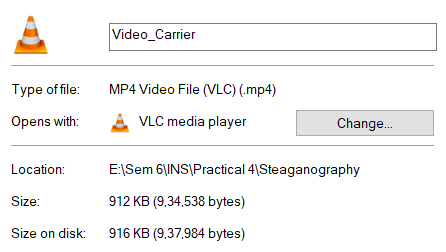 Video_Carrier
Type of file: MP4 Video File (VLC) (.mp4)
Opens with: VLC media player Change...
Location: E:\Sem 6\INS\Practical 4\Steaganography
Size: 912 KB (9,34,538 bytes)
Size on disk: 916 KB (9,37,984 bytes)